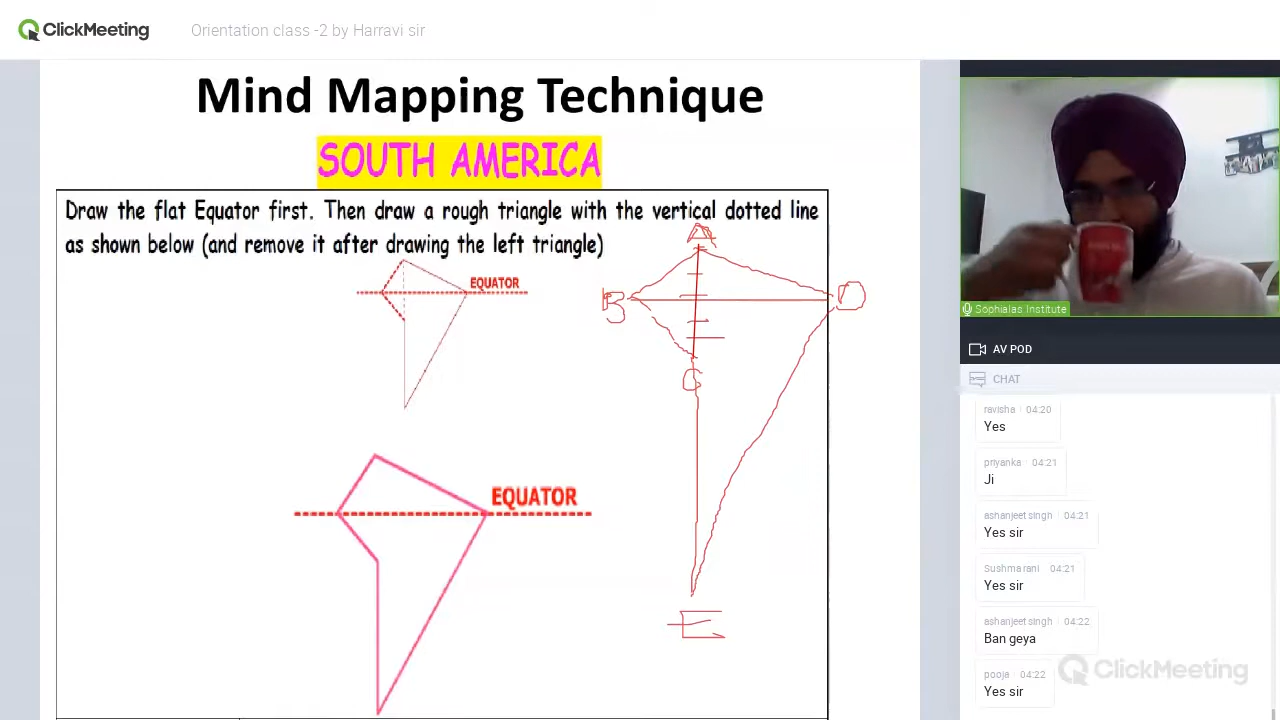 ClickMeeting
Orientation class -2 by Harravi sir
Mind Mapping Technique
SOUTH AMERICA
Draw the flat Equator first. Then draw a rough triangle with the vertical dotted line
as shown below (and remove it after drawing the left triangle)
EQUATOR
A
B
D
C
EQUATOR
E
Sophialas Institute
AV POD
CHAT
ravisha 04:20
Yes
priyanka 04:21
Ji
ashanjeet singh 04:21
Yes sir
Sushma rani 04:21
Yes sir
ashanjeet singh 04:22
Ban geya
pooja 04:22
Yes sir
ClickMeeting